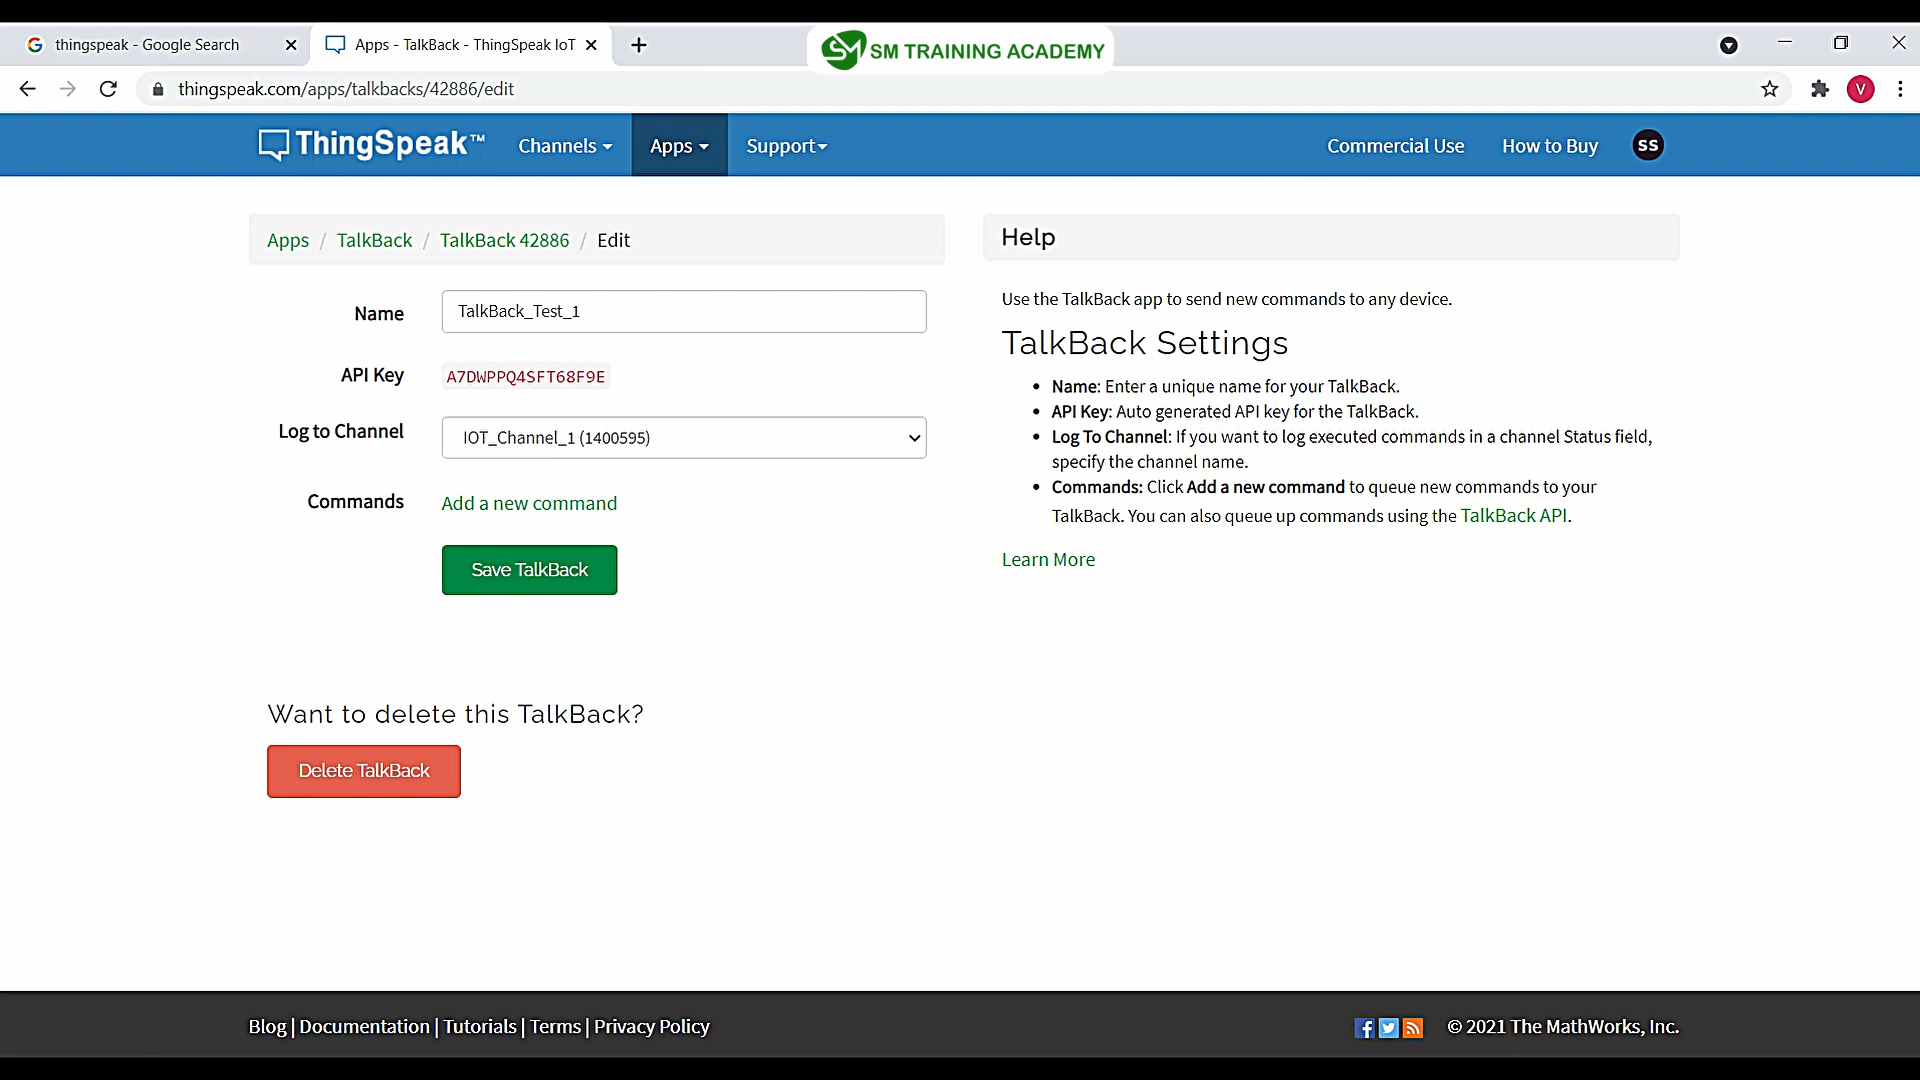 thingspeak - Google Search
Apps - TalkBack - ThingSpeak IoT
SM SM TRAINING ACADEMY
thingspeak.com/apps/talkbacks/42886/edit
V
ThingSpeak™ Channels Apps Support Commercial Use How to Buy SS
Apps / TalkBack / TalkBack 42886 / Edit
Name TalkBack_Test_1
API Key A7DWPPQ4SFT68F9E
Log to Channel IOT_Channel_1 (1400595)
Commands Add a new command
Save TalkBack
Want to delete this TalkBack?
Delete TalkBack
Help
Use the TalkBack app to send new commands to any device.
TalkBack Settings
• Name: Enter a unique name for your TalkBack.
• API Key: Auto generated API key for the TalkBack.
• Log To Channel: If you want to log executed commands in a channel Status field,
specify the channel name.
• Commands: Click Add a new command to queue new commands to your
TalkBack. You can also queue up commands using the TalkBack API.
Learn More
Blog | Documentation | Tutorials | Terms | Privacy Policy
© 2021 The MathWorks, Inc.